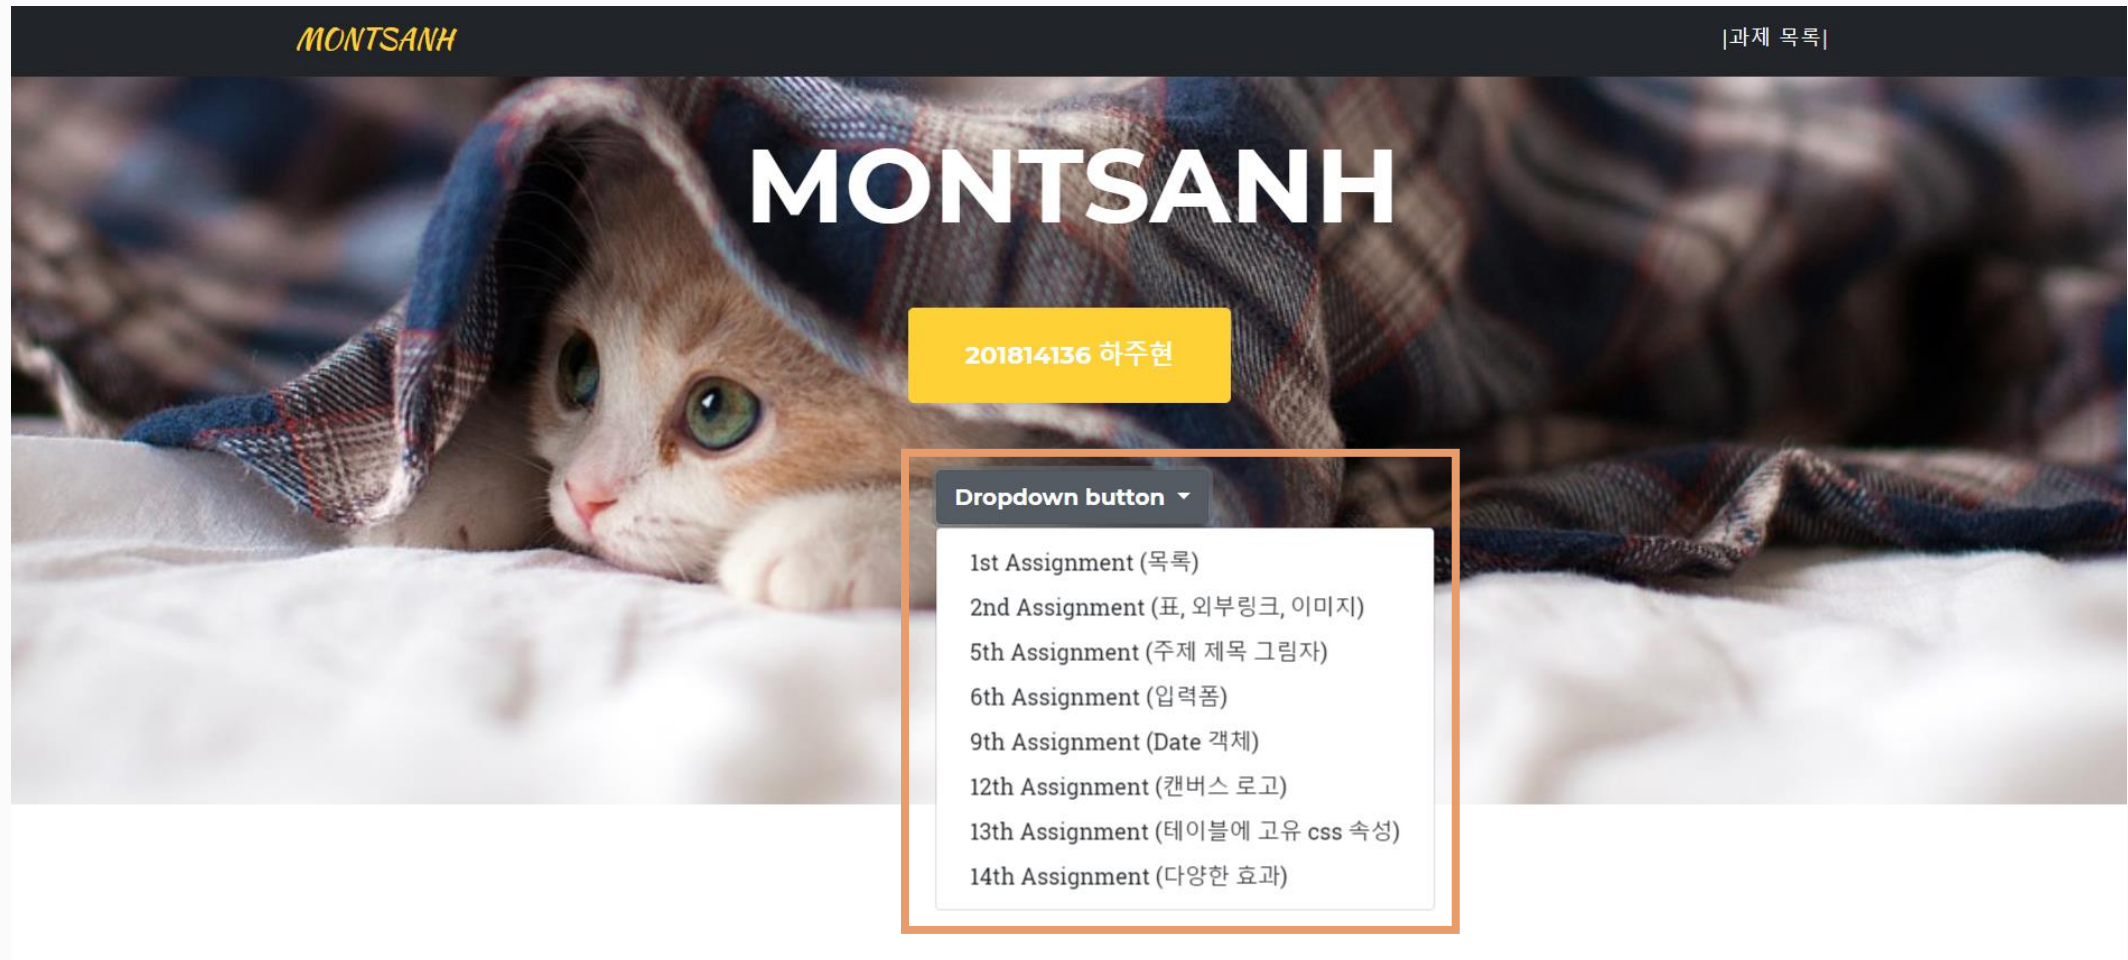 MONTSANH
|과제 목록|
MONTSANH
201814136 하주현
Dropdown button
1st Assignment (목록)
2nd Assignment (표, 외부링크, 이미지)
5th Assignment (주제 제목 그림자)
6th Assignment (입력폼)
9th Assignment (Date 객체)
12th Assignment (캔버스 로고)
13th Assignment (테이블에 고유 css 속성)
14th Assignment (다양한 효과)